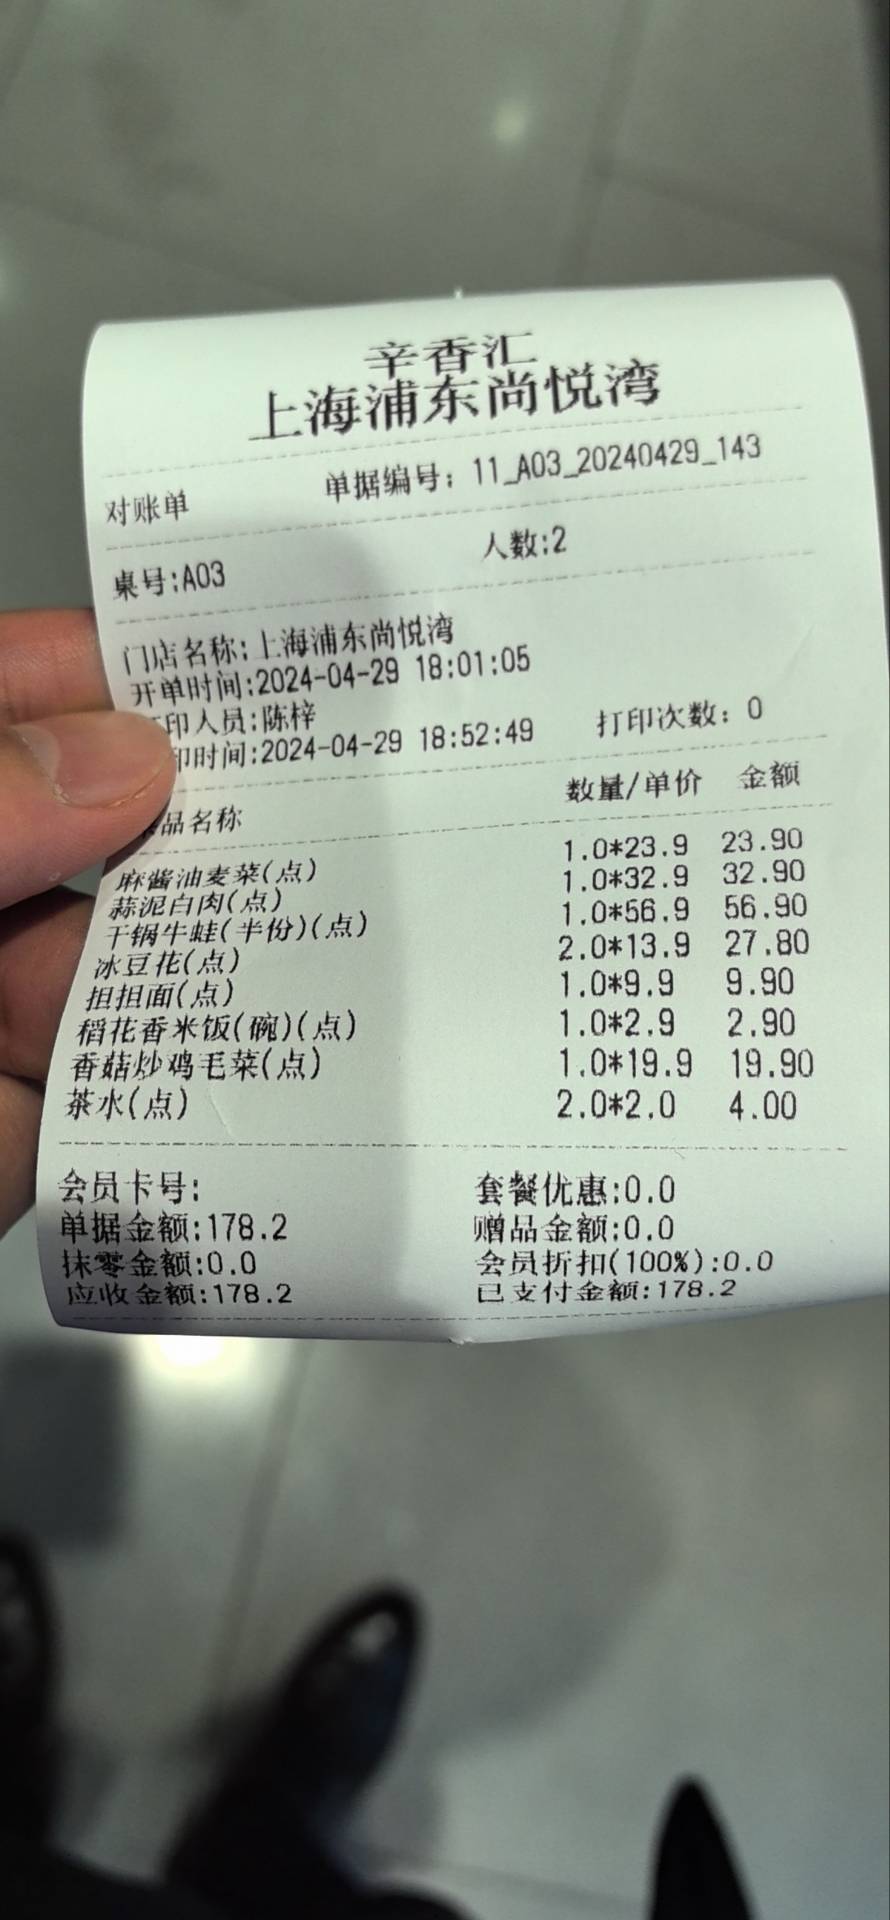 辛香汇
上海浦东尚悦湾
对账单 单据编号: 11_A03_20240429_143
桌号:A03 人数:2
门店名称:上海浦东尚悦湾
开单时间:2024-04-29 18:01:05
印人员:陈梓
印时间:2024-04-29 18:52:49 打印次数: 0
品名称 数量/单价 金额
麻酱油麦菜(点) 1.0*23.9 23.90
蒜泥白肉(点) 1.0*32.9 32.90
干锅牛蛙(半份)(点) 1.0*56.9 56.90
冰豆花(点) 2.0*13.9 27.80
担担面(点) 1.0*9.9 9.90
稻花香米饭(碗)(点) 1.0*2.9 2.90
香菇炒鸡毛菜(点) 1.0*19.9 19.90
茶水(点) 2.0*2.0 4.00
会员卡号: 套餐优惠:0.0
单据金额:178.2 赠品金额:0.0
抹零金额:0.0 会员折扣(100%):0.0
应收金额:178.2 已支付金额:178.2